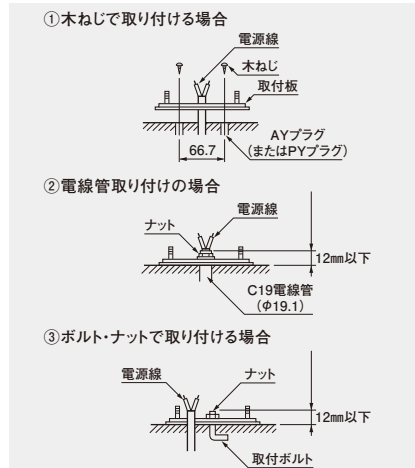 ①木ねじで取り付ける場合
電源線
木ねじ
取付板
AYプラグ
(またはPYプラグ)
66.7
②電線管取り付けの場合
電源線
ナット
12㎜以下
C19電線管
(φ19.1)
③ボルト・ナットで取り付ける場合
電源線
ナット
12㎜以下
取付ボルト